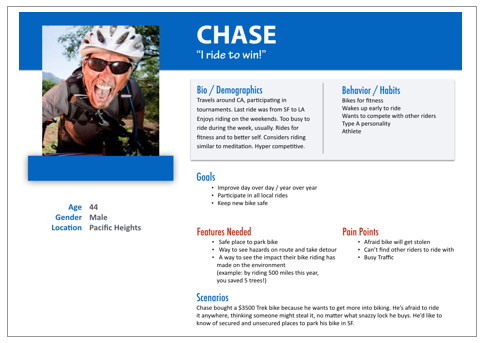 CHASE
"I ride to win!"
Bio / Demographics
Travels around CA, participating in
tournaments. Last ride was from SF to LA
Enjoys riding on the weekends. Too busy to
ride during the week, usually. Rides for
fitness and to better self. Considers riding
similar to meditation. Hyper competitive.
Behavior / Habits
Bikes for fitness
Wakes up early to ride
Wants to compete with other riders
Type A personality
Athlete
Goals
• Improve day over day / year over year
• Participate in all local rides
• Keep new bike safe
Age 44
Gender Male
Location Pacific Heights
Features Needed
• Safe place to park bike
• Way to see hazards on route and take detour
• A way to see the impact their bike riding has
made on the environment
(example: by riding 500 miles this year,
you saved 5 trees!)
Pain Points
• Afraid bike will get stolen
• Can't find other riders to ride with
• Busy Traffic
Scenarios
Chase bought a $3500 Trek bike because he wants to get more into biking. He's afraid to ride
it anywhere, thinking someone might steal it, no matter what snazzy lock he buys. He'd like to
know of secured and unsecured places to park his bike in SF.